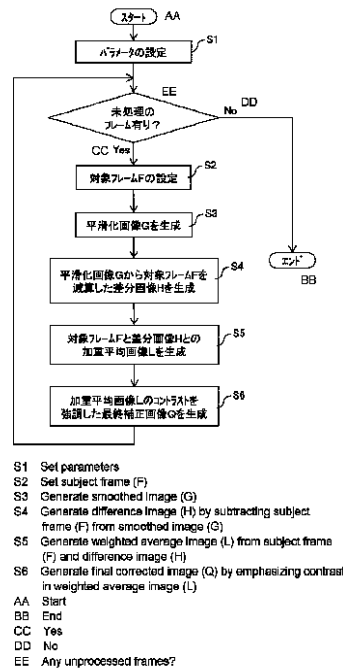 スタート AA
S1
パラメータの設定
EE
未処理の
フレーム有り?
No DD
CC Yes
S2
対象フレームFの設定
S3
平滑化画像Gを生成
エンド
BB
S4
平滑化画像Gから対象フレームFを
減算した差分画像Hを生成
S5
対象フレームFと差分画像Hとの
加重平均画像Lを生成
S6
加重平均画像Lのコントラストを
強調した最終補正画像Qを生成
S1 Set parameters
S2 Set subject frame (F)
S3 Generate smoothed image (G)
S4 Generate difference image (H) by subtracting subject
frame (F) from smoothed image (G)
S5 Generate weighted average image (L) from subject frame
(F) and difference image (H)
S6 Generate final corrected image (Q) by emphasizing contrast
in weighted average image (L)
AA Start
BB End
CC Yes
DD No
EE Any unprocessed frames?